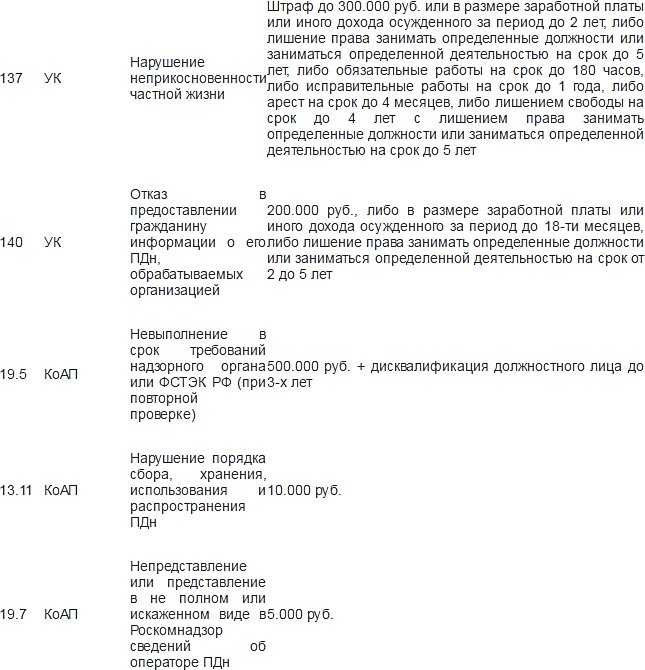 Штраф до 300.000 руб. или в размере заработной платы
или иного дохода осужденного за период до 2 лет, либо
лишение права занимать определенные должности или
заниматься определенной деятельностью на срок до 5
лет, либо обязательные работы на срок до 180 часов,
либо исправительные работы на срок до 1 года, либо
арест на срок до 4 месяцев, либо лишением свободы на
срок до 4 лет с лишением права занимать
определенные должности или заниматься определенной
деятельностью на срок до 5 лет
137 УК
Нарушение
неприкосновенности
частной жизни
140 УК
Отказ в
предоставлении
гражданину
информации о его
ПДн,
обрабатываемых
организацией
200.000 руб., либо в размере заработной платы или
иного дохода осужденного за период до 18-ти месяцев,
либо лишение права занимать определенные должности
или заниматься определенной деятельностью на срок от
2 до 5 лет
19.5 КоАП
Невыполнение в
срок требований
надзорного органа
или ФСТЭК РФ (при
повторной
проверке)
500.000 руб. + дисквалификация должностного лица до
3-х лет
13.11 КоАП
Нарушение порядка
сбора, хранения,
использования и
распространения
ПДн
10.000 руб.
19.7 КоАП
Непредставление
или представление
в не полном или
искаженном виде в
Роскомнадзор
сведений об
операторе ПДн
5.000 руб.